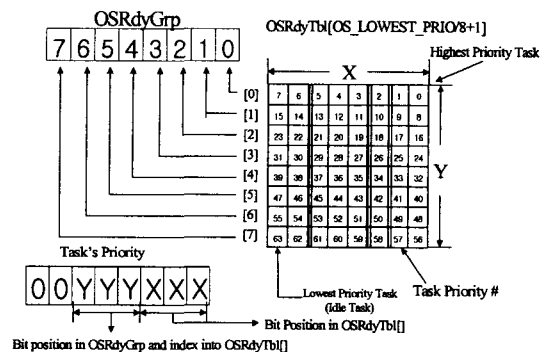 OSRdyGrp
OSRdyTbl[OS_LOWEST_PRIO/8+1]
7 6 5 4 3 2 1 0
Highest Priority Task
X
[0] 7 6 5 4 3 2 1 0
[1] 15 14 13 12 11 10 9 8
[2] 23 22 21 20 19 18 17 16
[3] 31 30 29 28 27 26 25 24
[4] 39 38 37 36 35 34 33 32
[5] 47 46 45 44 43 42 41 40
[6] 55 54 53 52 51 50 49 48
[7] 63 62 61 60 59 58 57 56
Y
Task's Priority
0 0 Y Y Y X X X
Lowest Priority Task
(Idle Task)
Task Priority #
Bit Position in OSRdyTbl[]
Bit position in OSRdyGrp and index into OSRdyTbl[]